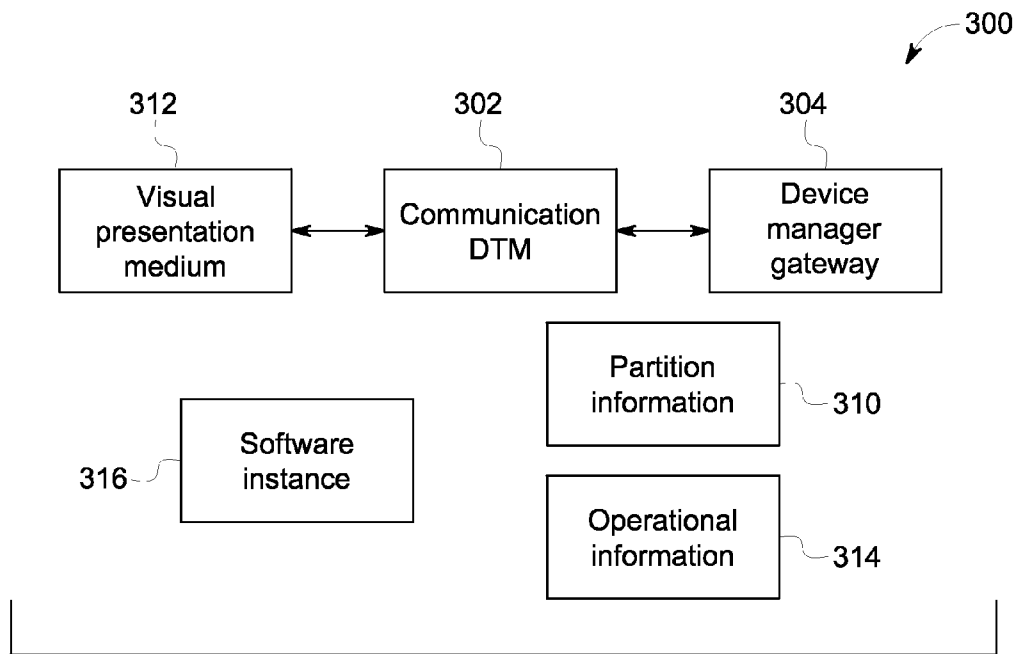 300
312
302
304
Visual
presentation
medium
Communication
DTM
Device
manager
gateway
Partition
information
310
Software
instance
316
Operational
information
314